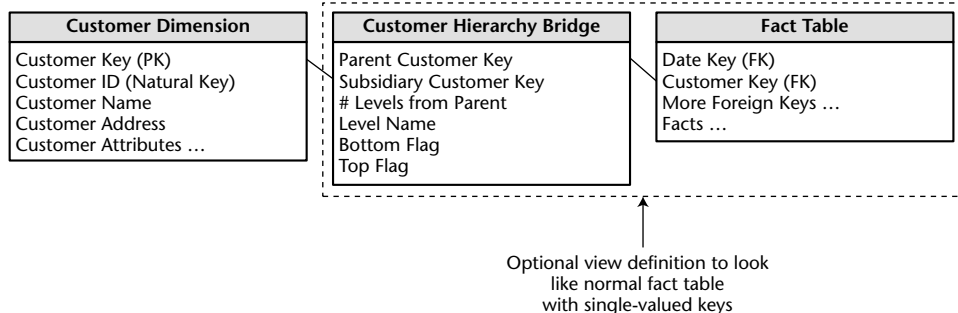 Customer Dimension
Customer Key (PK)
Customer ID (Natural Key)
Customer Name
Customer Address
Customer Attributes …
Customer Hierarchy Bridge
Parent Customer Key
Subsidiary Customer Key
# Levels from Parent
Level Name
Bottom Flag
Top Flag
Fact Table
Date Key (FK)
Customer Key (FK)
More Foreign Keys …
Facts …
Optional view definition to look
like normal fact table
with single-valued keys